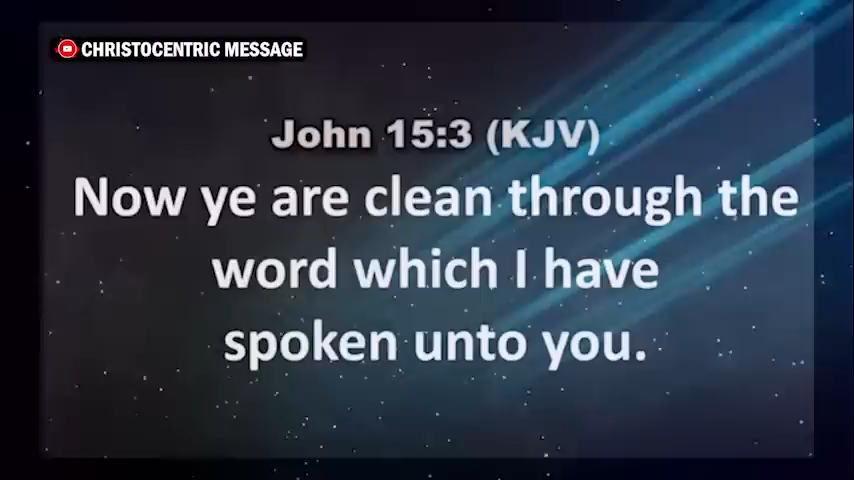 CHRISTOCENTRIC MESSAGE
John 15:3 (KJV)
Now ye are clean through the
word which I have
spoken unto you.